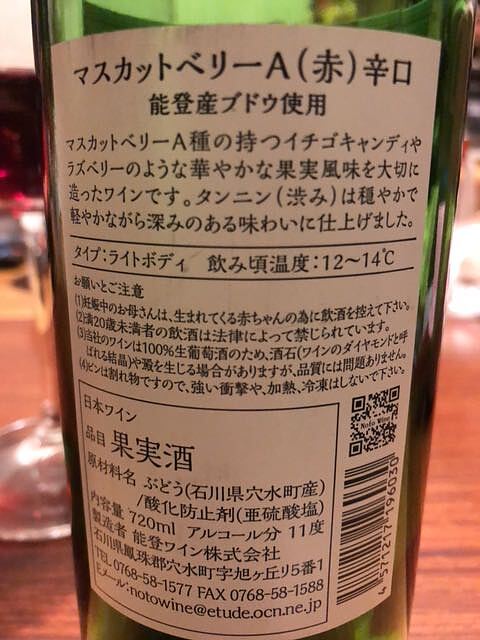 マスカットベリーA(赤)辛口
能登産ブドウ使用
マスカットベリーA種の持つイチゴキャンディや
ラズベリーのような華やかな果実風味を大切に
造ったワインです。タンニン(渋み)は穏やかで
軽やかながら深みのある味わいに仕上げました。
タイプ:ライトボディ 飲み頃温度:12〜14℃
お願いとご注意
(1)妊娠中のお母さんは、生まれてくる赤ちゃんの為に飲酒を控えて下さい。
(2)満20歳未満者の飲酒は法律によって禁じられています。
(3)当社のワインは100%生葡萄酒のため、酒石(ワインのダイヤモンドと呼
ばれる結晶)や澱を生じる場合がありますが、品質には問題ありません。
(4)ビンは割れ物ですので、強い衝撃や、加熱、冷凍はしないで下さい。
Noto Wine
日本ワイン
品目 果実酒
原材料名 ぶどう(石川県穴水町産)
/酸化防止剤(亜硫酸塩)
内容量 720ml アルコール分 11度
製造者 能登ワイン株式会社
石川県鳳珠郡穴水町字旭ヶ丘り5番1
TEL 0768-58-1577 FAX 0768-58-1588
Eメール:notowine@etude.ocn.ne.jp
4571217196030